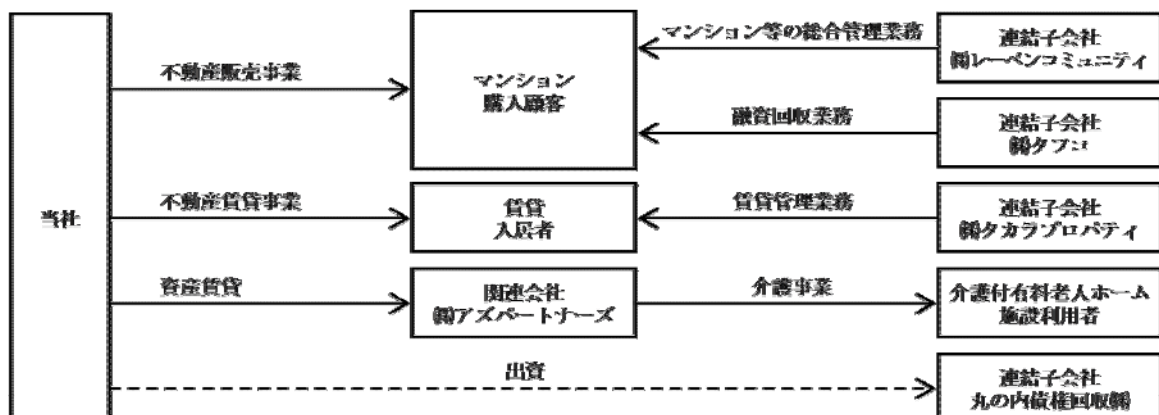 マンション等の総合管理業務
連結子会社
㈱レーベンコミュニティ
不動産販売事業
マンション
購入顧客
融資回収業務
連結子会社
㈱タフコ
当社
不動産賃貸事業
賃貸
入居者
賃貸管理業務
連結子会社
㈱タカラプロパティ
資産賃貸
関連会社
㈱アズパートナーズ
介護事業
介護付有料老人ホーム
施設利用者
出資
連結子会社
丸の内債権回収㈱